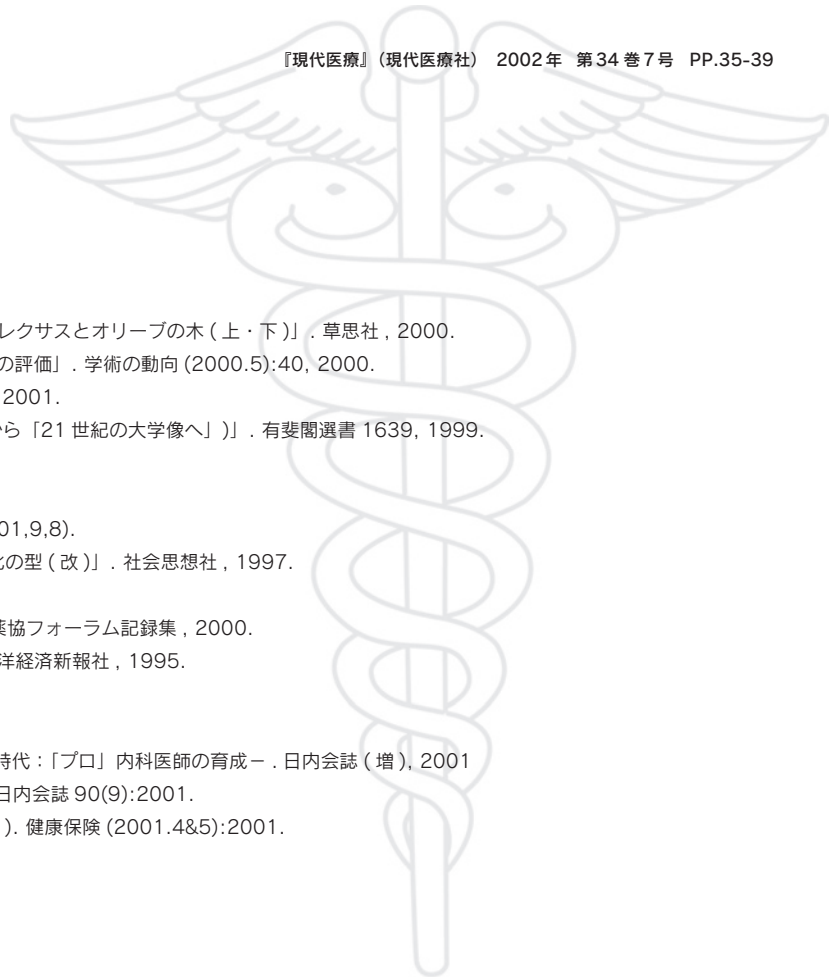 『現代医療』（現代医療社） 2002年 第34巻7号 PP.35-39
レクサスとオリーブの木 ( 上・下 )」. 草思社 , 2000.
の評価」. 学術の動向 (2000.5):40, 2000.
2001.
ら「21 世紀の大学像へ」)」. 有斐閣選書 1639, 1999.
01,9,8).
の型 ( 改 )」. 社会思想社 , 1997.
協フォーラム記録集 , 2000.
洋経済新報社 , 1995.
時代：「プロ」内科医師の育成－ . 日内会誌 ( 増 ), 2001
日内会誌 90(9):2001.
). 健康保険 (2001.4&5):2001.